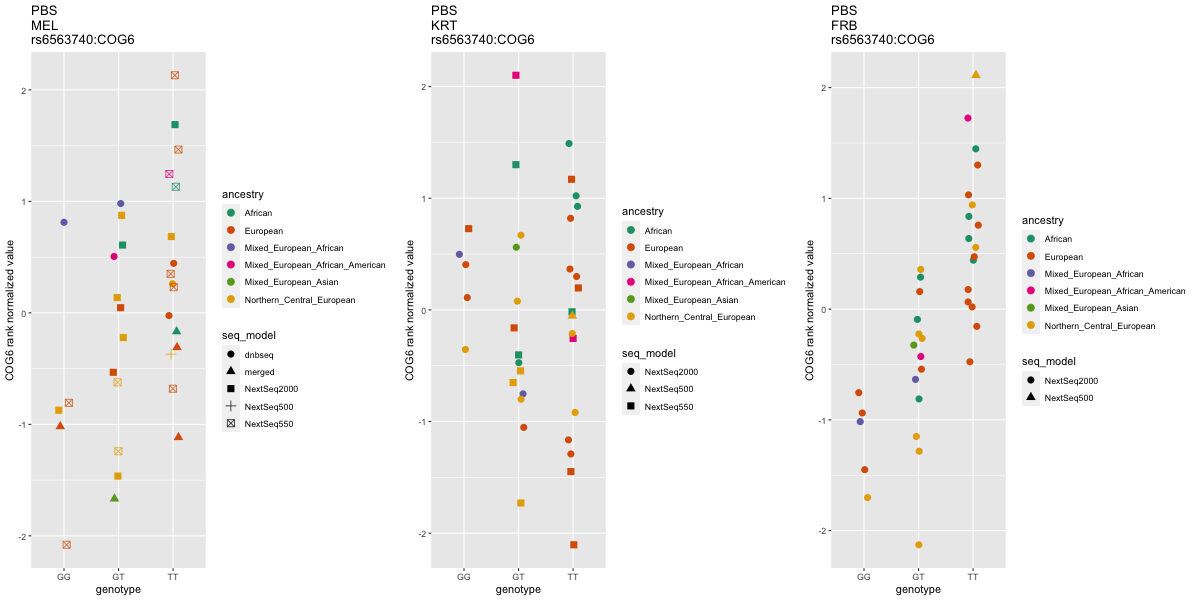 PBS
MEL
rs6563740:COG6
COG6 rank normalized value
2
1
0
-1
-2
GG GT TT
genotype
ancestry
African
European
Mixed_European_African
Mixed_European_African_American
Mixed_European_Asian
Northern_Central_European
seq_model
dnbseq
merged
NextSeq2000
NextSeq500
NextSeq550
PBS
KRT
rs6563740:COG6
COG6 rank normalized value
2
1
0
-1
-2
GG GT TT
genotype
ancestry
African
European
Mixed_European_African
Mixed_European_African_American
Mixed_European_Asian
Northern_Central_European
seq_model
NextSeq2000
NextSeq500
NextSeq550
PBS
FRB
rs6563740:COG6
COG6 rank normalized value
2
1
0
-1
-2
GG GT TT
genotype
ancestry
African
European
Mixed_European_African
Mixed_European_African_American
Mixed_European_Asian
Northern_Central_European
seq_model
NextSeq2000
NextSeq500